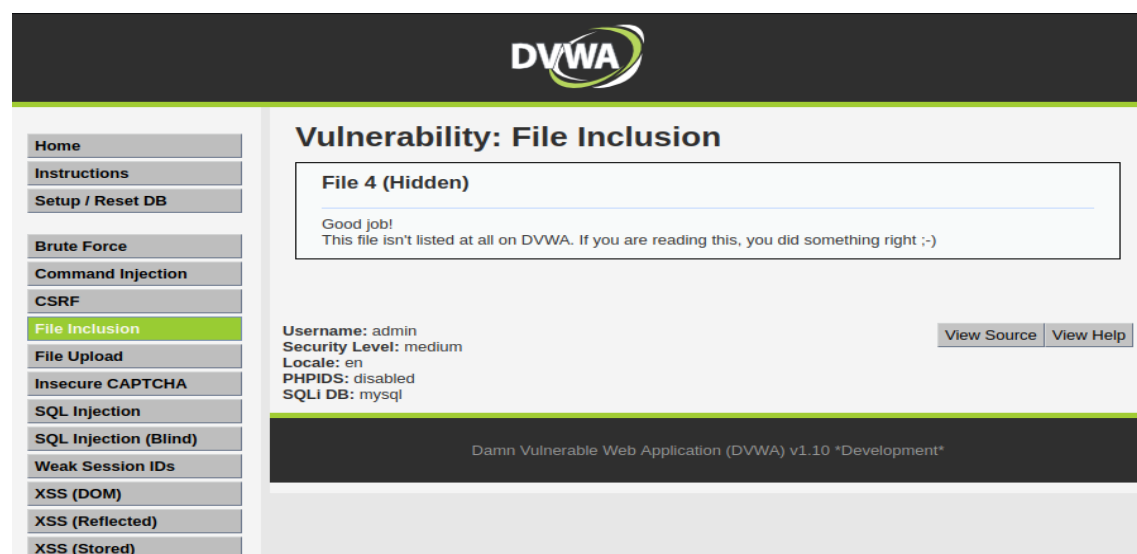 DVWA
Home
Instructions
Setup / Reset DB
Brute Force
Command Injection
CSRF
File Inclusion
File Upload
Insecure CAPTCHA
SQL Injection
SQL Injection (Blind)
Weak Session IDs
XSS (DOM)
XSS (Reflected)
XSS (Stored)
Vulnerability: File Inclusion
File 4 (Hidden)
Good job!
This file isn't listed at all on DVWA. If you are reading this, you did something right ;-)
Username: admin
Security Level: medium
Locale: en
PHPIDS: disabled
SQLi DB: mysql
View Source View Help
Damn Vulnerable Web Application (DVWA) v1.10 *Development*